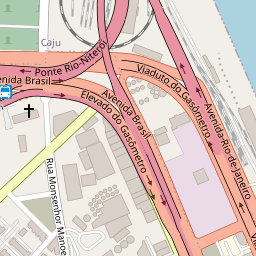 Caju
Ponte Rio-Niterói
Avenida Brasil
Viaduto do Gasômetro
Avenida Brasil
Elevado do Gasômetro
Avenida Rio de Janeiro
Rua Monsenhor Manoe